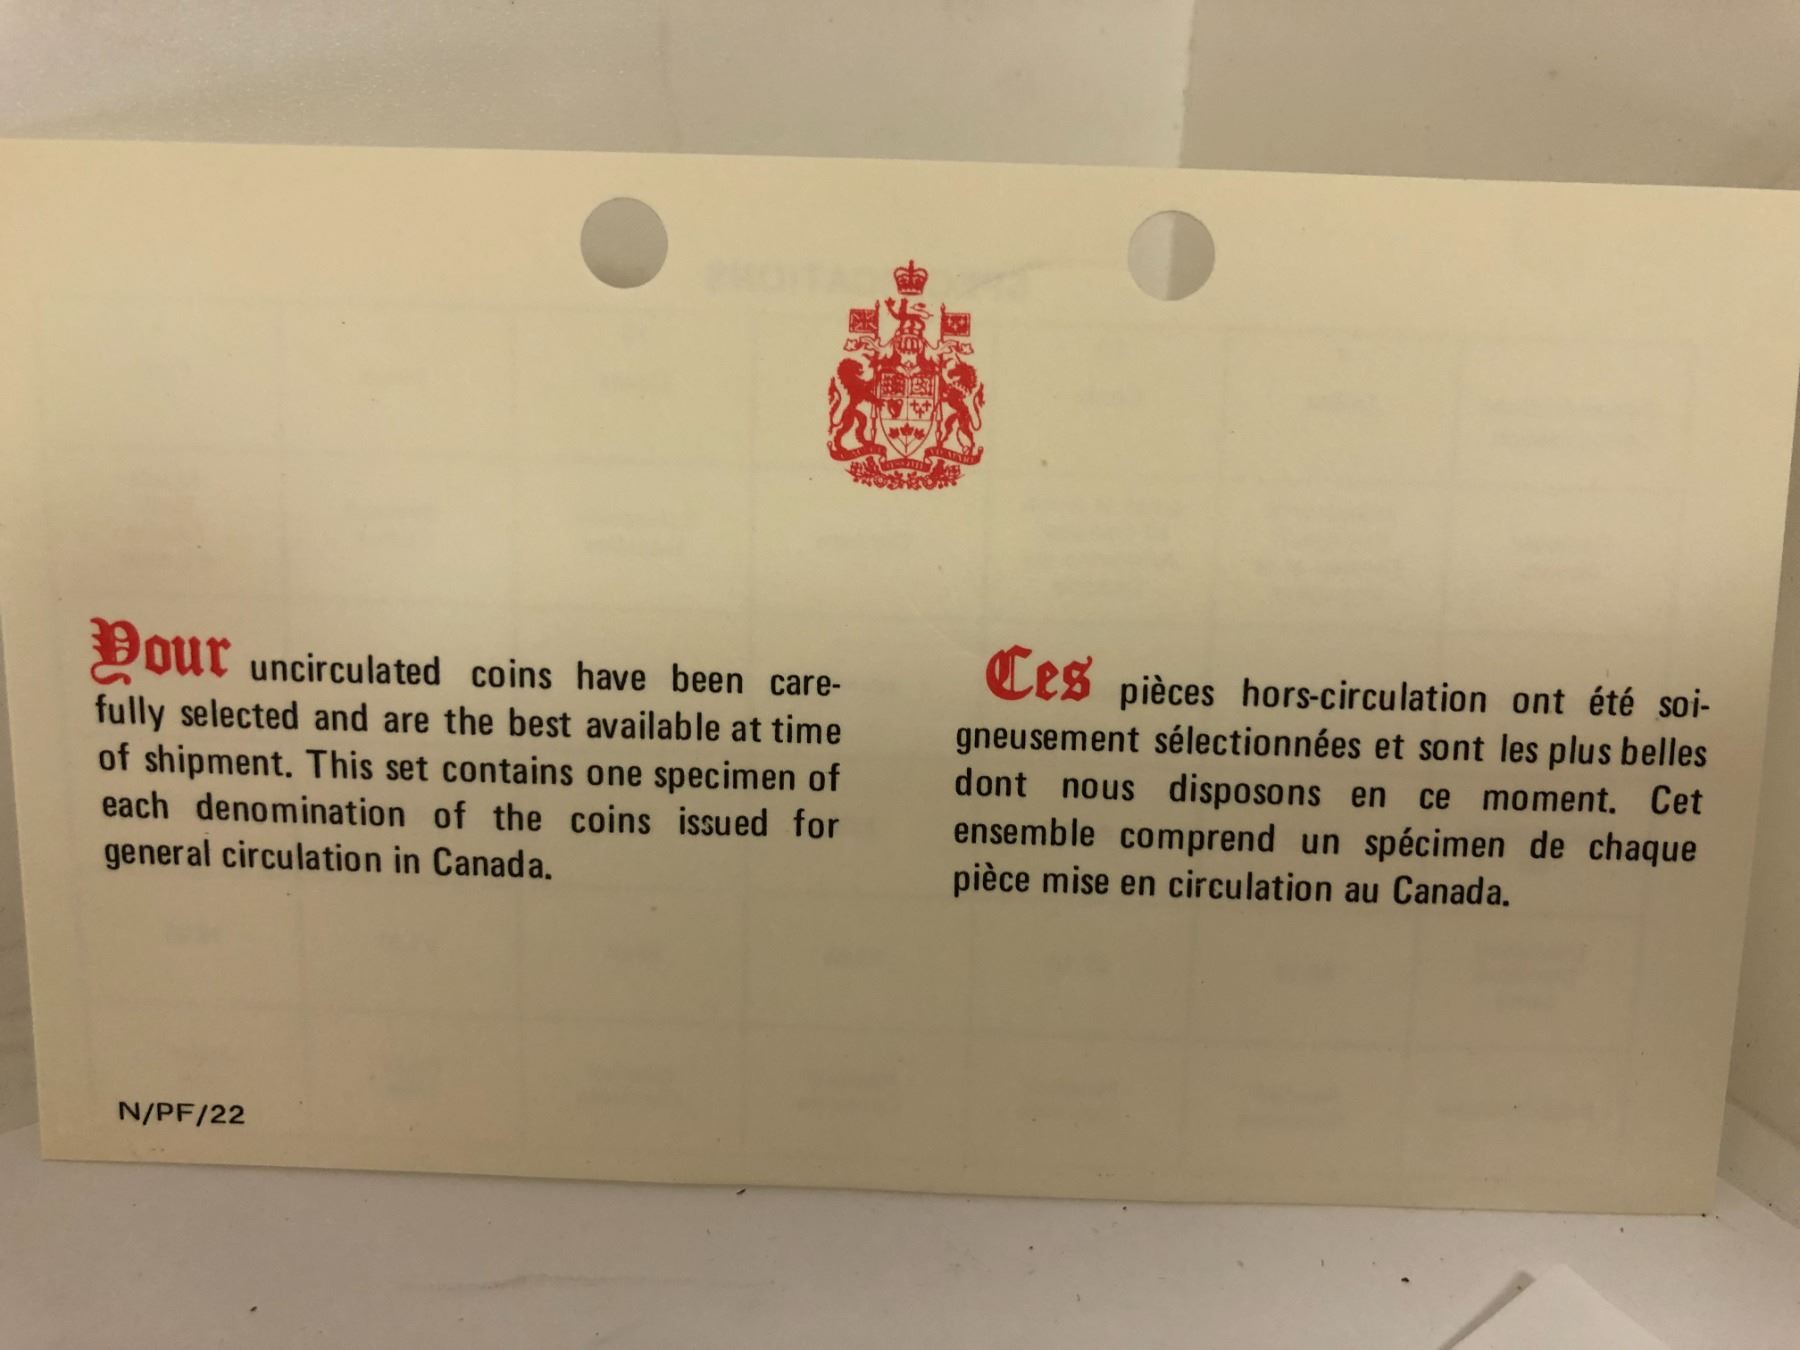 Your uncirculated coins have been care-
fully selected and are the best available at time
of shipment. This set contains one specimen of
each denomination of the coins issued for
general circulation in Canada.
Ces pièces hors-circulation ont été soi-
gneusement sélectionnées et sont les plus belles
dont nous disposons en ce moment. Cet
ensemble comprend un spécimen de chaque
pièce mise en circulation au Canada.
N/PF/22